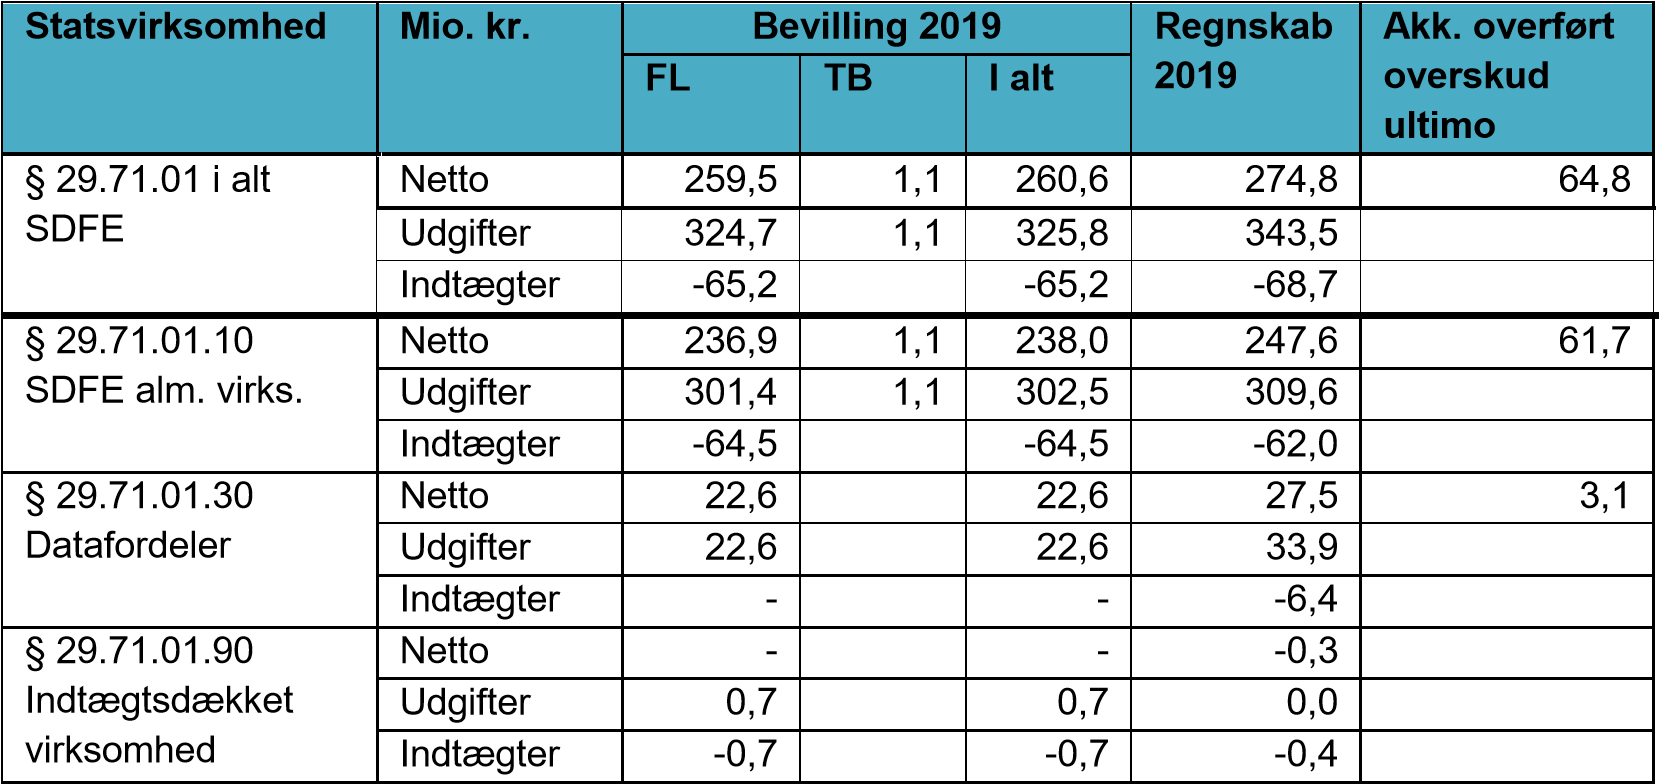 Statsvirksomhed Mio. kr. Bevilling 2019 Regnskab 2019 Akk. overført overskud ultimo
FL TB I alt
§ 29.71.01 i alt SDFE Netto 259,5 1,1 260,6 274,8 64,8
Udgifter 324,7 1,1 325,8 343,5
Indtægter -65,2 -65,2 -68,7
§ 29.71.01.10 SDFE alm. virks. Netto 236,9 1,1 238,0 247,6 61,7
Udgifter 301,4 1,1 302,5 309,6
Indtægter -64,5 -64,5 -62,0
§ 29.71.01.30 Datafordeler Netto 22,6 22,6 27,5 3,1
Udgifter 22,6 22,6 33,9
Indtægter - - -6,4
§ 29.71.01.90 Indtægtsdækket virksomhed Netto - - -0,3
Udgifter 0,7 0,7 0,0
Indtægter -0,7 -0,7 -0,4